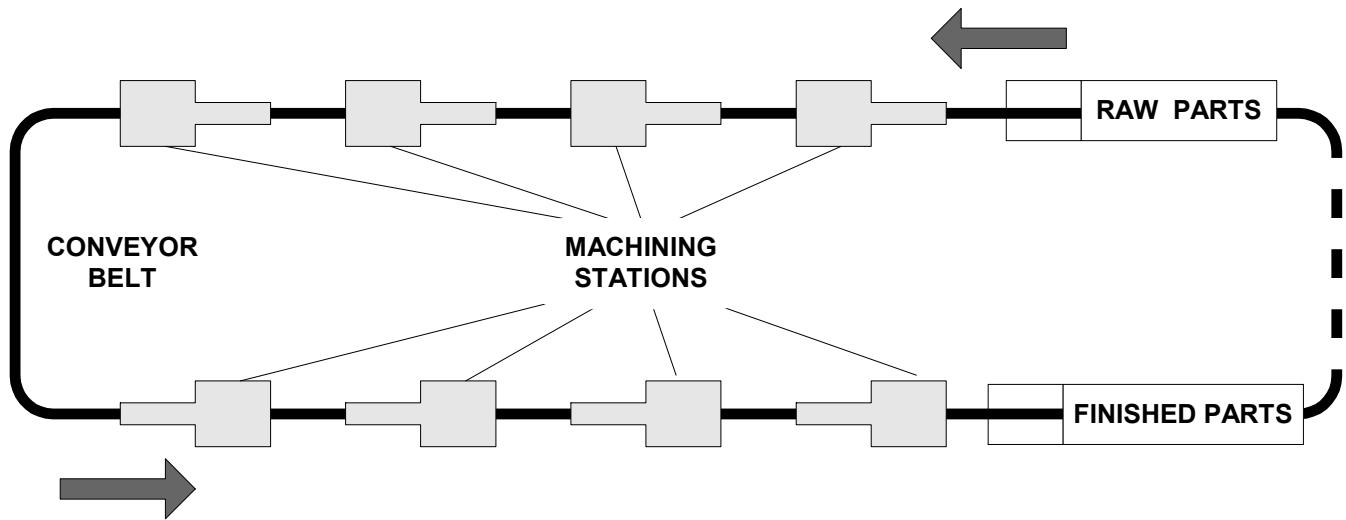 RAW PARTS
CONVEYOR
BELT
MACHINING
STATIONS
FINISHED PARTS